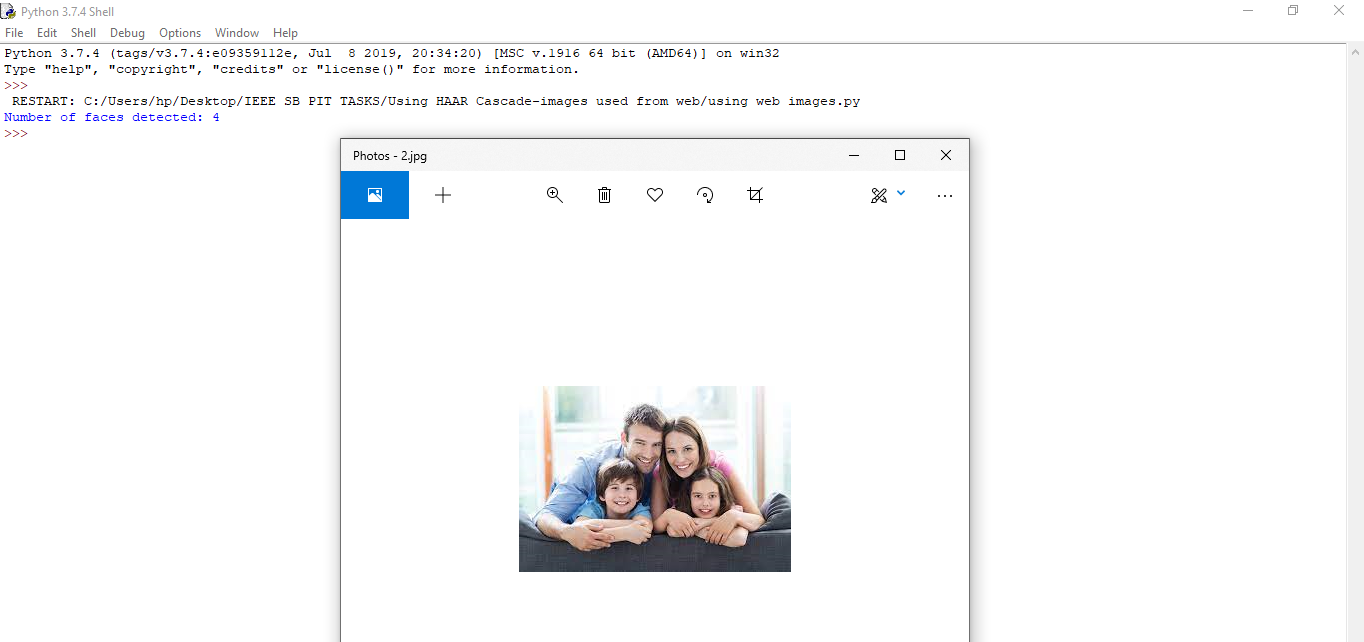 Python 3.7.4 Shell
File Edit Shell Debug Options Window Help
Python 3.7.4 (tags/v3.7.4:e09359112e, Jul  8 2019, 20:34:20) [MSC v.1916 64 bit (AMD64)] on win32
Type "help", "copyright", "credits" or "license()" for more information.
>>>
 RESTART: C:/Users/hp/Desktop/IEEE SB PIT TASKS/Using HAAR Cascade-images used from web/using web images.py
Number of faces detected: 4
>>>
Photos - 2.jpg